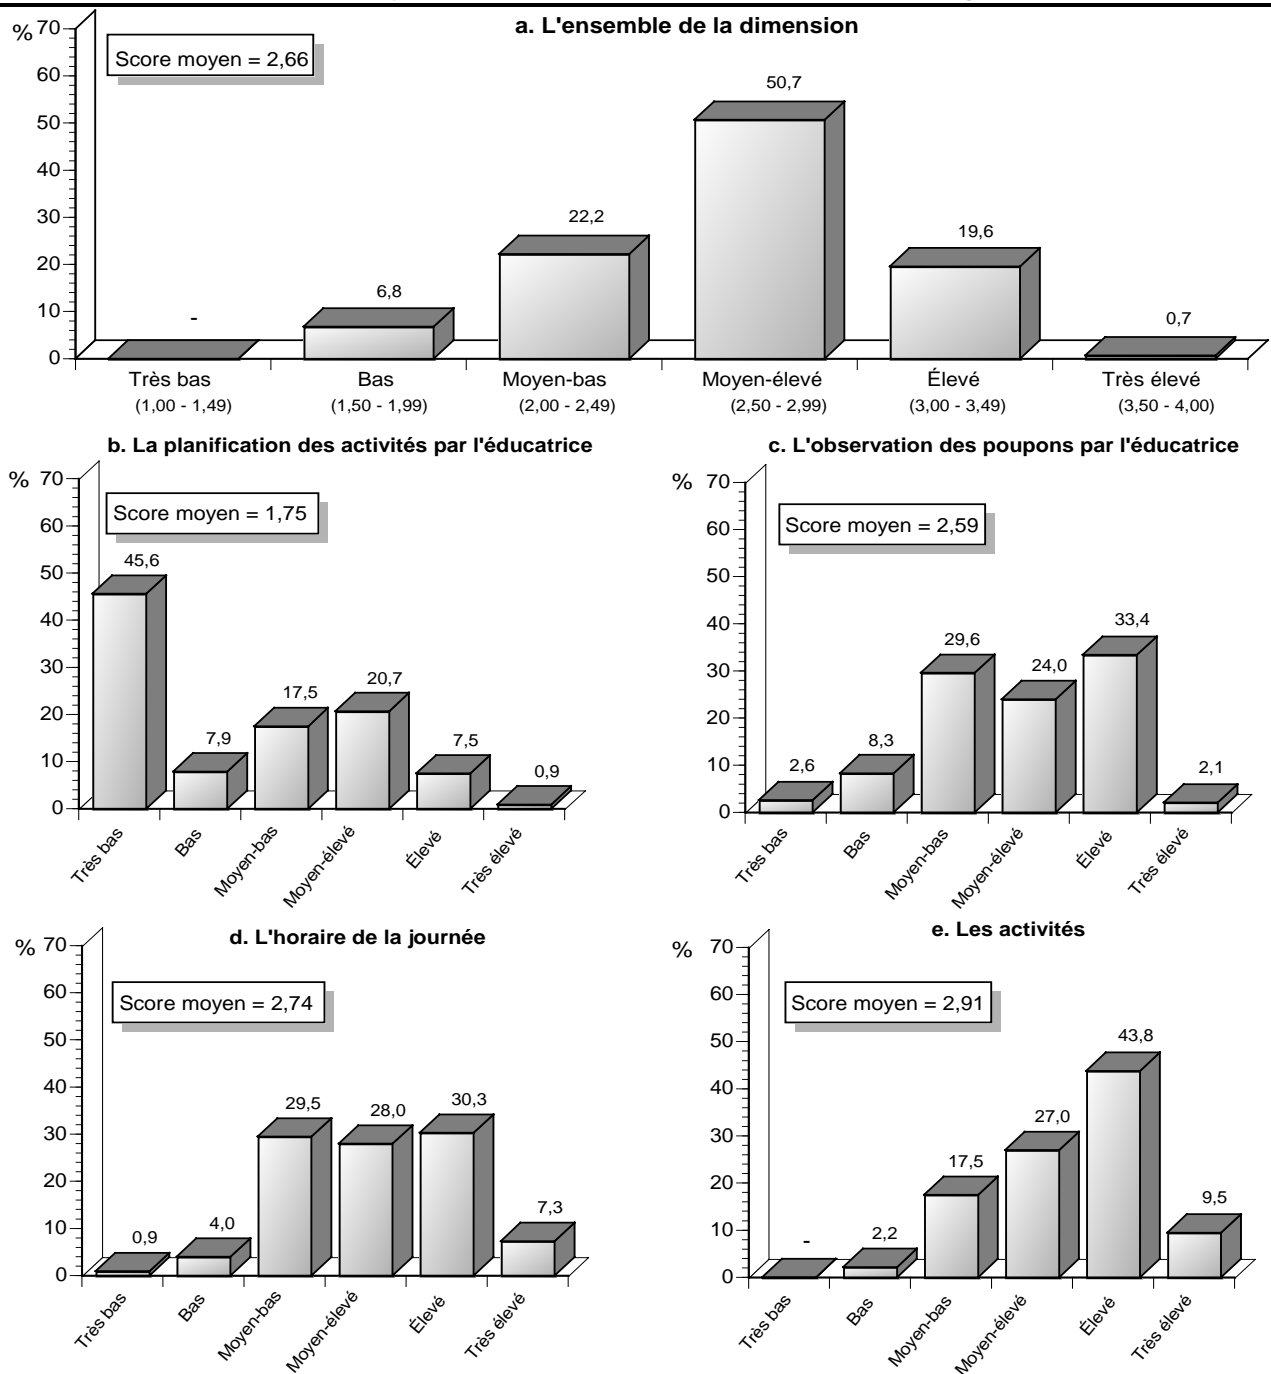 a. L'ensemble de la dimension
%
70
60
50
40
30
20
10
0
Score moyen = 2,66
-
6,8
22,2
50,7
19,6
0,7
Très bas
Bas
Moyen-bas
Moyen-élevé
Élevé
Très élevé
(1,00 - 1,49)
(1,50 - 1,99)
(2,00 - 2,49)
(2,50 - 2,99)
(3,00 - 3,49)
(3,50 - 4,00)
b. La planification des activités par l'éducatrice
%
70
60
50
40
30
20
10
0
Score moyen = 1,75
45,6
7,9
17,5
20,7
7,5
0,9
Très bas
Bas
Moyen-bas
Moyen-élevé
Élevé
Très élevé
c. L'observation des poupons par l'éducatrice
%
70
60
50
40
30
20
10
0
Score moyen = 2,59
2,6
8,3
29,6
24,0
33,4
2,1
Très bas
Bas
Moyen-bas
Moyen-élevé
Élevé
Très élevé
d. L'horaire de la journée
%
70
60
50
40
30
20
10
0
Score moyen = 2,74
0,9
4,0
29,5
28,0
30,3
7,3
Très bas
Bas
Moyen-bas
Moyen-élevé
Élevé
Très élevé
e. Les activités
%
70
60
50
40
30
20
10
0
Score moyen = 2,91
-
2,2
17,5
27,0
43,8
9,5
Très bas
Bas
Moyen-bas
Moyen-élevé
Élevé
Très élevé